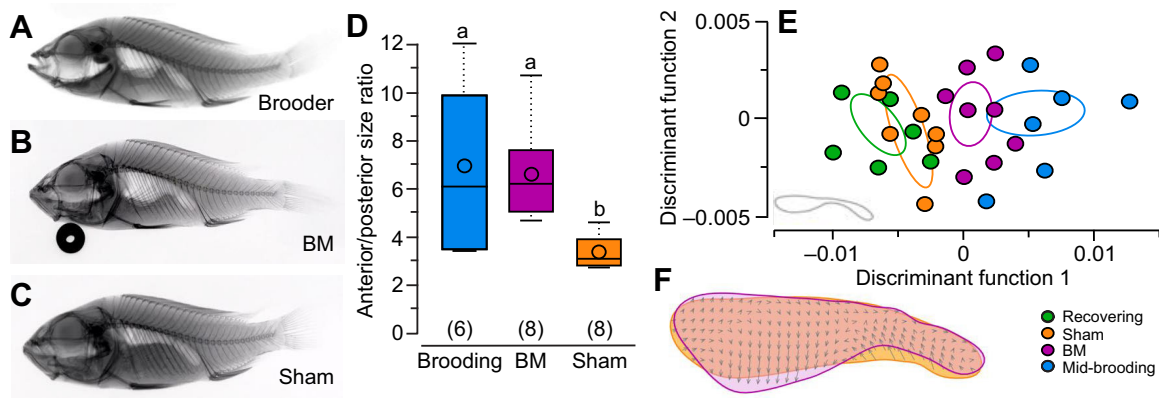 A
Brooder
B
BM
C
Sham
D
Anterior/posterior size ratio
12
10
8
6
4
2
0
a
a
b
(6)
(8)
(8)
Brooding
BM
Sham
E
Discriminant function 2
0.005
0
–0.005
–0.01
0
0.01
Discriminant function 1
F
Recovering
Sham
BM
Mid-brooding